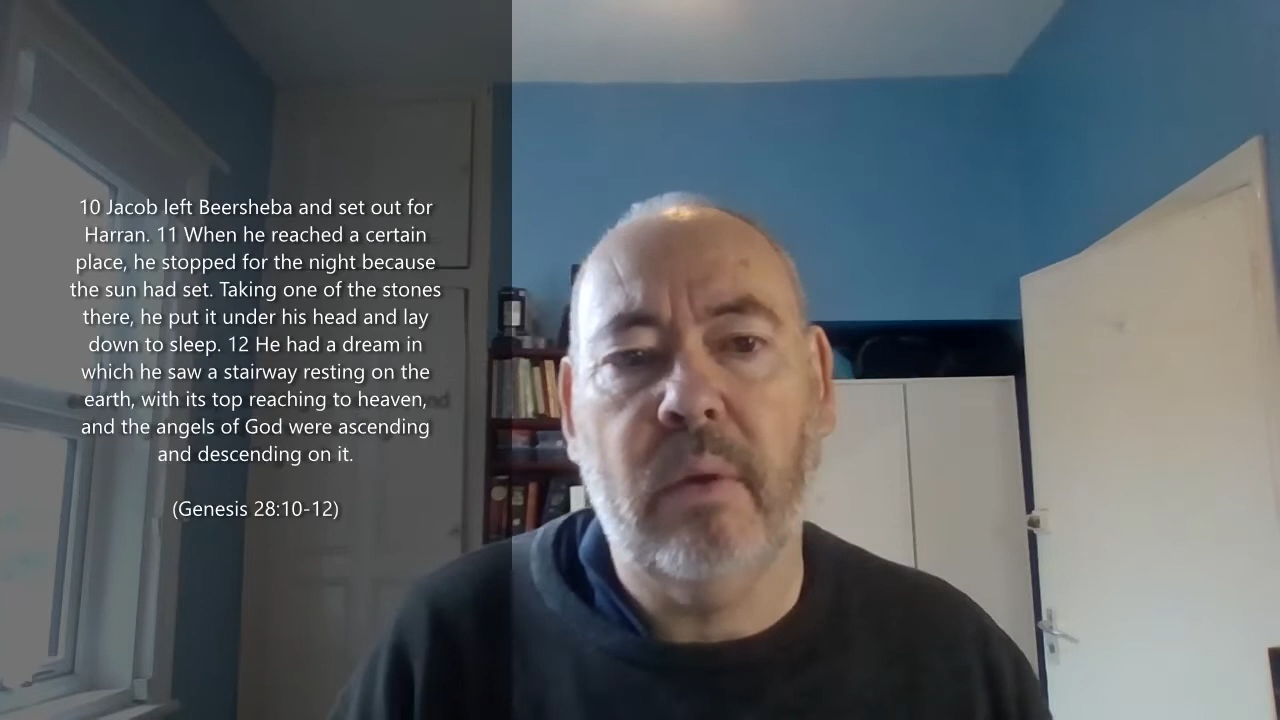 10 Jacob left Beersheba and set out for
Harran. 11 When he reached a certain
place, he stopped for the night because
the sun had set. Taking one of the stones
there, he put it under his head and lay
down to sleep. 12 He had a dream in
which he saw a stairway resting on the
earth, with its top reaching to heaven,
and the angels of God were ascending
and descending on it.
(Genesis 28:10-12)